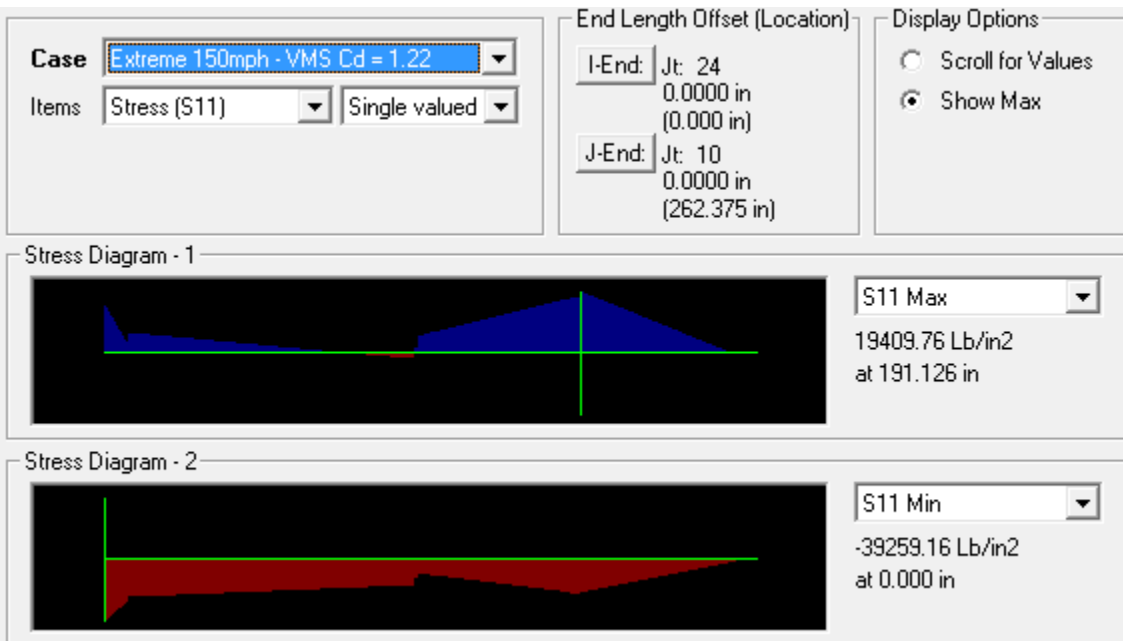 Case Extreme 150mph - VMS Cd = 1.22
Items Stress (S11) Single valued
End Length Offset (Location)
I-End: Jt: 24
0.0000 in
(0.000 in)
J-End: Jt: 10
0.0000 in
(262.375 in)
Display Options
Scroll for Values
Show Max
Stress Diagram - 1
S11 Max
19409.76 Lb/in2
at 191.126 in
Stress Diagram - 2
S11 Min
-39259.16 Lb/in2
at 0.000 in